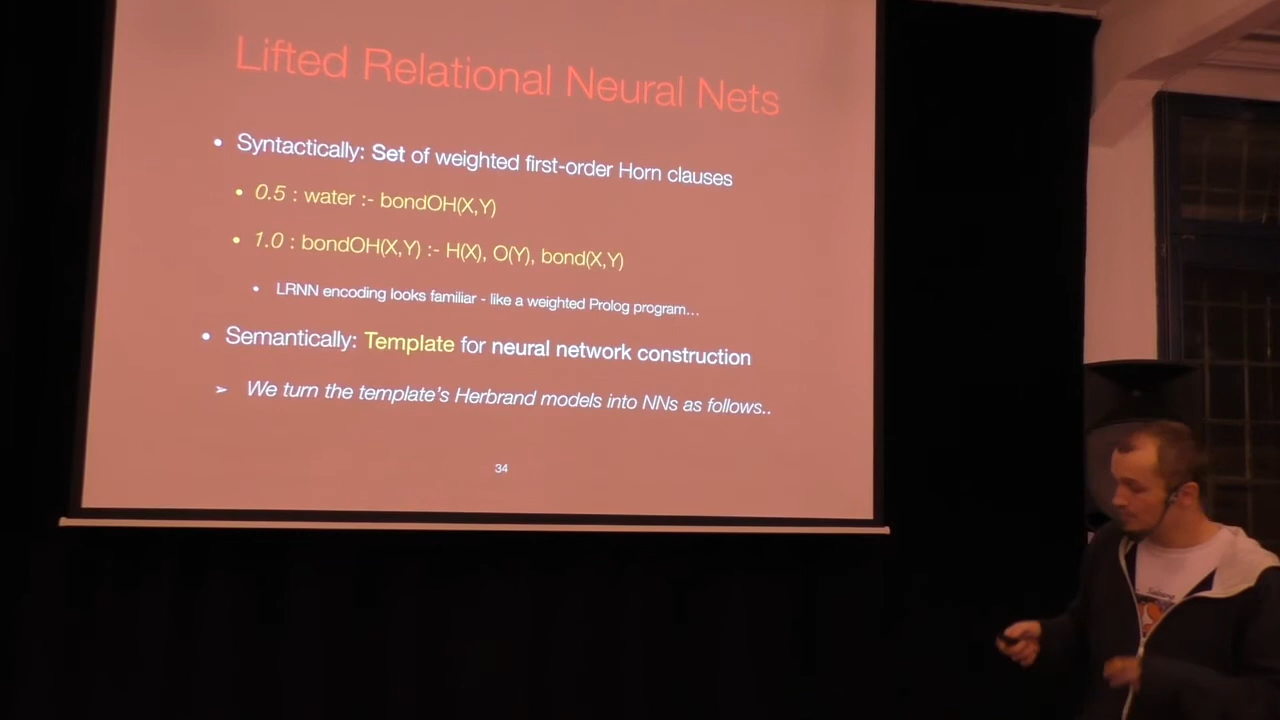 Lifted Relational Neural Nets
• Syntactically: Set of weighted first-order Horn clauses
• 0.5 : water :- bondOH(X,Y)
• 1.0 : bondOH(X,Y) :- H(X), O(Y), bond(X,Y)
• LRNN encoding looks familiar - like a weighted Prolog program...
• Semantically: Template for neural network construction
➢ We turn the template's Herbrand models into NNs as follows..
34